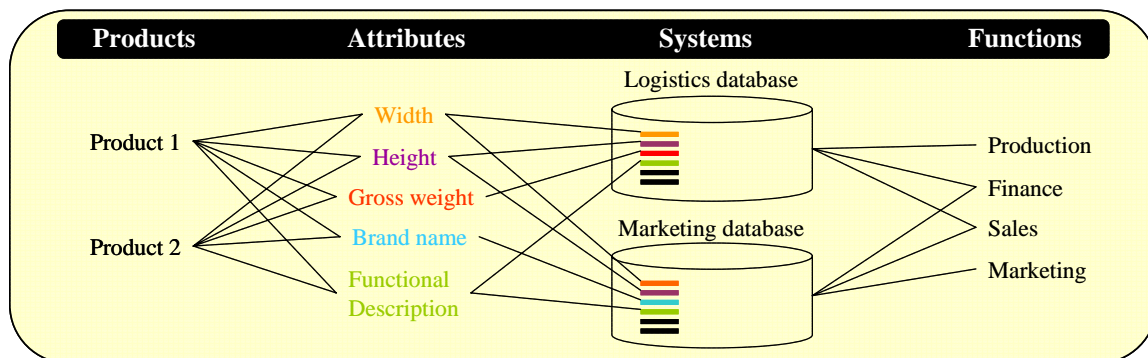 Products Attributes Systems Functions
Logistics database
Width
Product 1
Production
Height
Finance
Gross weight
Marketing database
Sales
Brand name
Product 2
Marketing
Functional
Description